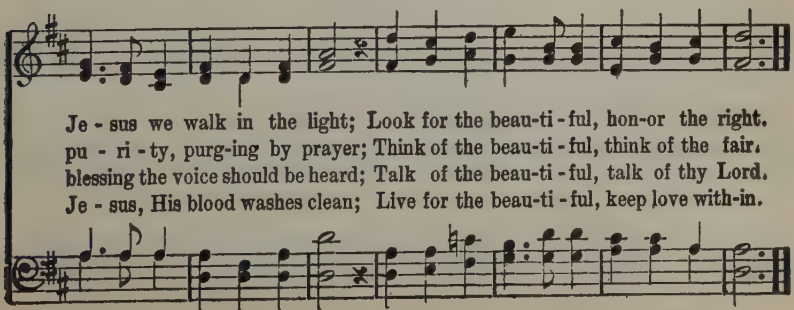 Je - sus we walk in the light; Look for the beau-ti - ful, hon-or the right.
pu - ri - ty, purg-ing by prayer; Think of the beau-ti - ful, think of the fair.
blessing the voice should be heard; Talk of the beau-ti - ful, talk of thy Lord.
Je - sus, His blood washes clean; Live for the beau-ti - ful, keep love with-in.